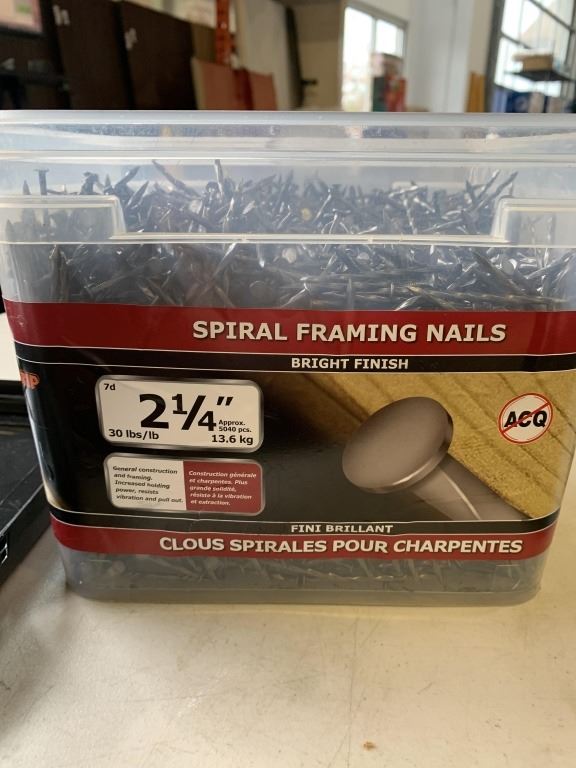 SPIRAL FRAMING NAILS
BRIGHT FINISH
7d
2¼"
Approx.
5040 pcs.
30 lbs/lb
13.6 kg
ACQ
General construction
and framing.
Increased holding
power, resists
vibration and pull out.
Construction générale
et charpentes. Plus
grande solidité,
résiste à la vibration
et extraction.
FINI BRILLANT
CLOUS SPIRALES POUR CHARPENTES